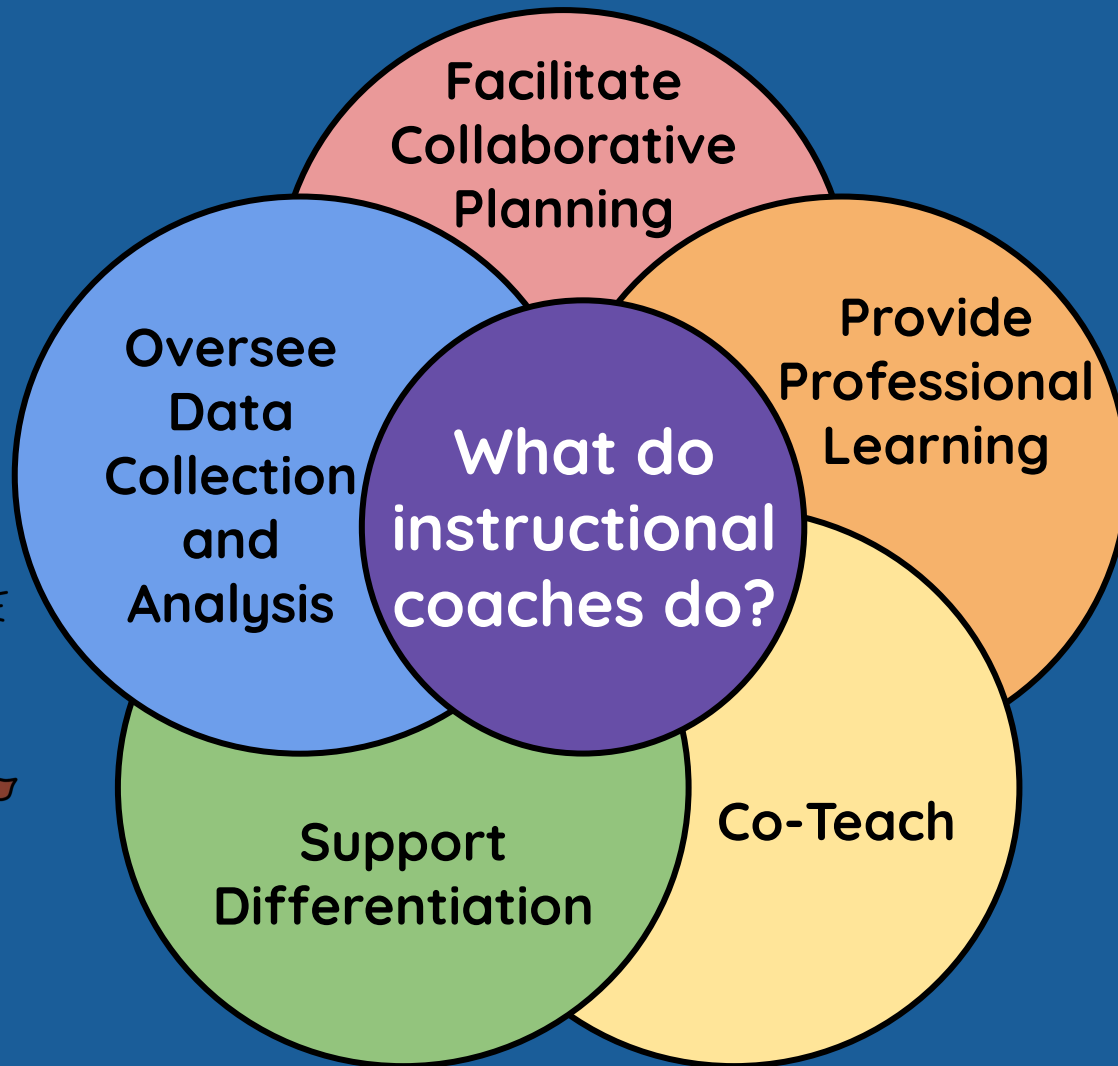 Facilitate
Collaborative
Planning
Provide
Professional
Learning
Oversee
Data
Collection
and
Analysis
What do
instructional
coaches do?
Co-Teach
Support
Differentiation